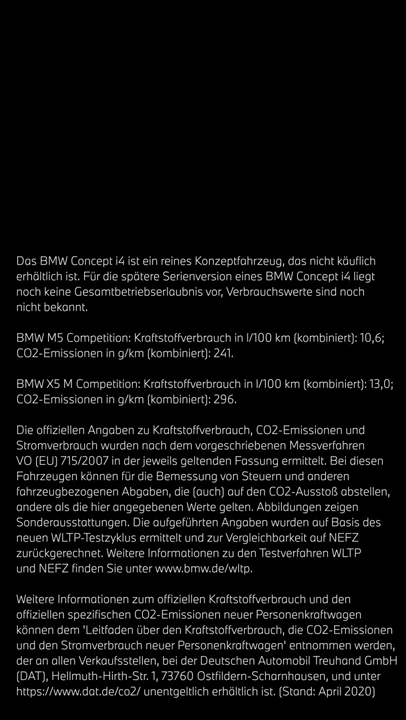 Das BMW Concept i4 ist ein reines Konzeptfahrzeug, das nicht käuflich
erhältlich ist. Für die spätere Serienversion eines BMW Concept i4 liegt
noch keine Gesamtbetriebserlaubnis vor, Verbrauchswerte sind noch
nicht bekannt.
BMW M5 Competition: Kraftstoffverbrauch in l/100 km (kombiniert): 10,6;
CO2-Emissionen in g/km (kombiniert): 241.
BMW X5 M Competition: Kraftstoffverbrauch in l/100 km (kombiniert): 13,0;
CO2-Emissionen in g/km (kombiniert): 296.
Die offiziellen Angaben zu Kraftstoffverbrauch, CO2-Emissionen und
Stromverbrauch wurden nach dem vorgeschriebenen Messverfahren
VO (EU) 715/2007 in der jeweils geltenden Fassung ermittelt. Bei diesen
Fahrzeugen können für die Bemessung von Steuern und anderen
fahrzeugbezogenen Abgaben, die (auch) auf den CO2-Ausstoß abstellen,
andere als die hier angegebenen Werte gelten. Abbildungen zeigen
Sonderausstattungen. Die aufgeführten Angaben wurden auf Basis des
neuen WLTP-Testzyklus ermittelt und zur Vergleichbarkeit auf NEFZ
zurückgerechnet. Weitere Informationen zu den Testverfahren WLTP
und NEFZ finden Sie unter www.bmw.de/wltp.
Weitere Informationen zum offiziellen Kraftstoffverbrauch und den
offiziellen spezifischen CO2-Emissionen neuer Personenkraftwagen
können dem 'Leitfaden über den Kraftstoffverbrauch, die CO2-Emissionen
und den Stromverbrauch neuer Personenkraftwagen' entnommen werden,
der an allen Verkaufsstellen, bei der Deutschen Automobil Treuhand GmbH
(DAT), Hellmuth-Hirth-Str. 1, 73760 Ostfildern-Scharnhausen, und unter
https://www.dat.de/co2/ unentgeltlich erhältlich ist. (Stand: April 2020)